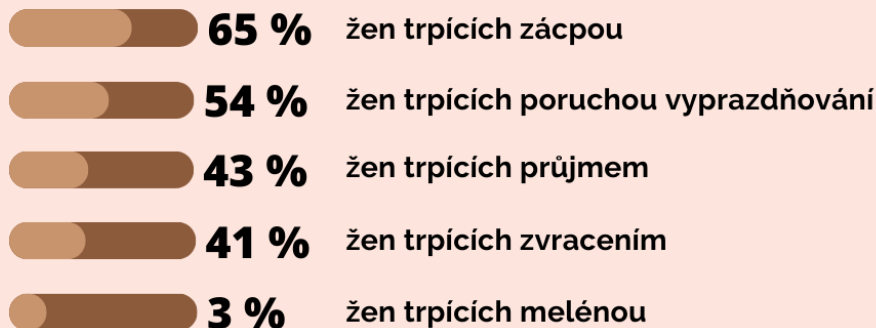 65 % žen trpících zácpou
54 % žen trpících poruchou vyprazdňování
43 % žen trpících průjmem
41 % žen trpících zvracením
3 % žen trpících melénou